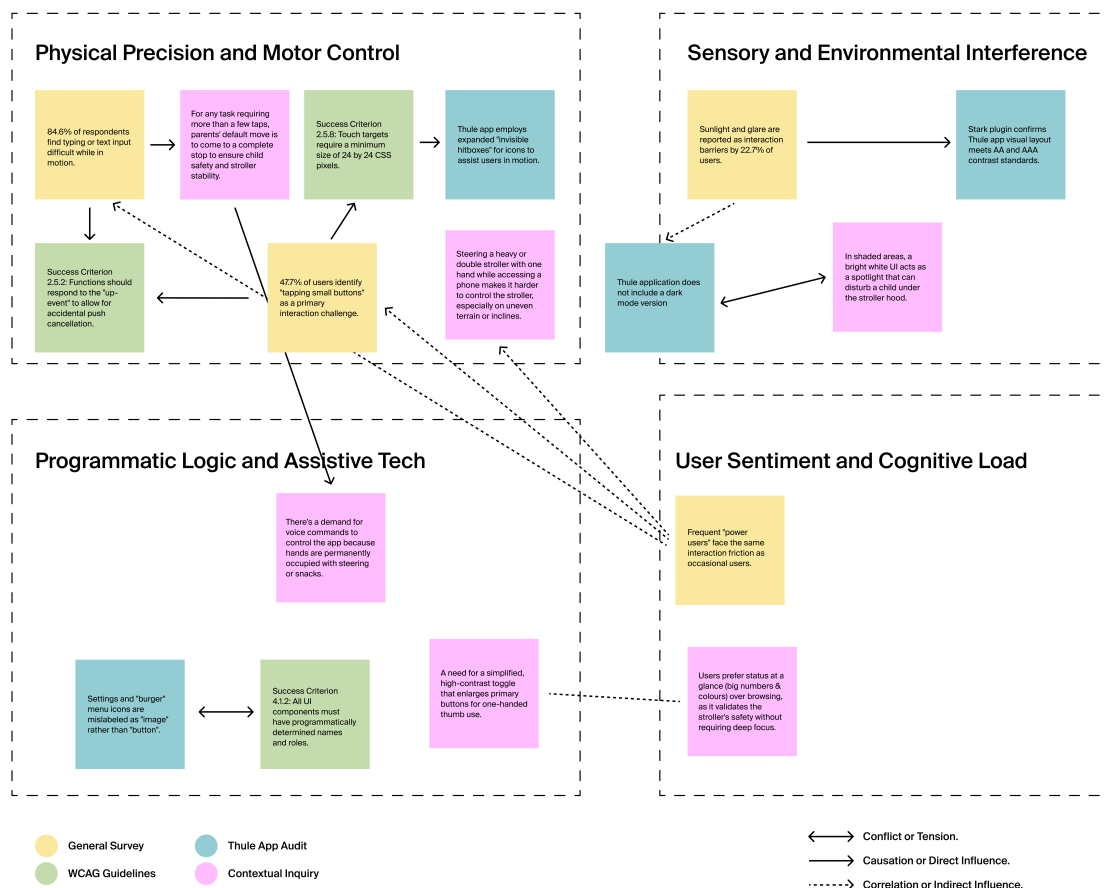 Physical Precision and Motor Control
84.6% of respondents
find typing or text input
difficult while in
motion.
For any task requiring
more than a few taps,
parents' default move is
to come to a complete
stop to ensure child
safety and stroller
stability.
Success Criterion
2.5.8: Touch targets
require a minimum
size of 24 by 24 CSS
pixels.
Thule app employs
expanded "invisible
hitboxes" for icons to
assist users in motion.
Success Criterion
2.5.2: Functions should
respond to the "up-
event" to allow for
accidental push
cancellation.
47.7% of users identify
"tapping small buttons"
as a primary
interaction challenge.
Steering a heavy or
double stroller with one
hand while accessing a
phone makes it harder
to control the stroller,
especially on uneven
terrain or inclines.
Sensory and Environmental Interference
Sunlight and glare are
reported as interaction
barriers by 22.7% of
users.
Stark plugin confirms
Thule app visual layout
meets AA and AAA
contrast standards.
Thule application does
not include a dark
mode version
In shaded areas, a
bright white UI acts as
a spotlight that can
disturb a child under
the stroller hood.
Programmatic Logic and Assistive Tech
There's a demand for
voice commands to
control the app because
hands are permanently
occupied with steering
or snacks.
Settings and "burger"
menu icons are
mislabeled as "image"
rather than "button".
Success Criterion
4.1.2: All UI
components must
have programmatically
determined names
and roles.
A need for a simplified,
high-contrast toggle
that enlarges primary
buttons for one-handed
thumb use.
User Sentiment and Cognitive Load
Frequent "power
users" face the same
interaction friction as
occasional users.
Users prefer status at a
glance (big numbers &
colours) over browsing,
as it validates the
stroller's safety without
requiring deep focus.
General Survey
WCAG Guidelines
Thule App Audit
Contextual Inquiry
Conflict or Tension.
Causation or Direct Influence.
Correlation or Indirect Influence.